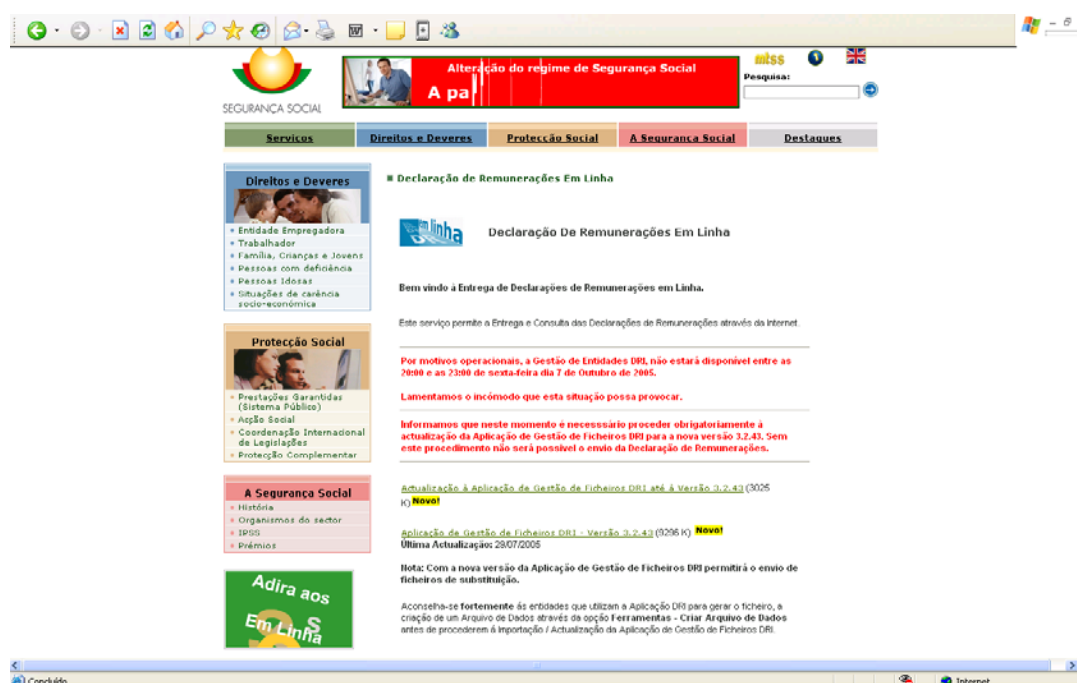 SEGURANÇA SOCIAL
Alteração do regime de Segurança Social
A pa
mtss
Pesquisa:
Serviços
Direitos e Deveres
Protecção Social
A Segurança Social
Destaques
Direitos e Deveres
Entidade Empregadora
Trabalhador
Família, Crianças e Jovens
Pessoas com deficiência
Pessoas Idosas
Situações de carência
socio-económica
Protecção Social
Prestações Garantidas
(Sistema Público)
Acção Social
Coordenação Internacional
de Legislações
Protecção Complementar
A Segurança Social
História
Organismos do sector
IPSS
Prémios
Adira aos
Em Linha
Declaração de Remunerações Em Linha
em linha
DRI
Declaração De Remunerações Em Linha
Bem vindo á Entrega de Declarações de Remunerações em Linha.
Este serviço permite a Entrega e Consulta das Declarações de Remunerações através da Internet.
Por motivos operacionais, a Gestão de Entidades DRI, não estará disponível entre as
20:00 e as 23:00 de sexta-feira dia 7 de Outubro de 2005.
Lamentamos o incómodo que esta situação possa provocar.
Informamos que neste momento é necesssário proceder obrigatoriamente à
actualização da Aplicação de Gestão de Ficheiros DRI para a nova versão 3.2.43. Sem
este procedimento não será possível o envio da Declaração de Remunerações.
Actualização á Aplicação de Gestão de Ficheiros DRI até á Versão 3.2.43 (3025
K) Novo!
Aplicação de Gestão de Ficheiros DRI - Versão 3.2.43 (9296 K) Novo!
Última Actualização: 29/07/2005
Nota: Com a nova versão da Aplicação de Gestão de Ficheiros DRI permitirá o envio de
ficheiros de substituição.
Aconselha-se fortemente ás entidades que utilizam a Aplicação DRI para gerar o ficheiro, a
criação de um Arquivo de Dados através da opção Ferramentas - Criar Arquivo de Dados
antes de procederem á Importação / Actualização da Aplicação de Gestão de Ficheiros DRI.
Concluído
Internet